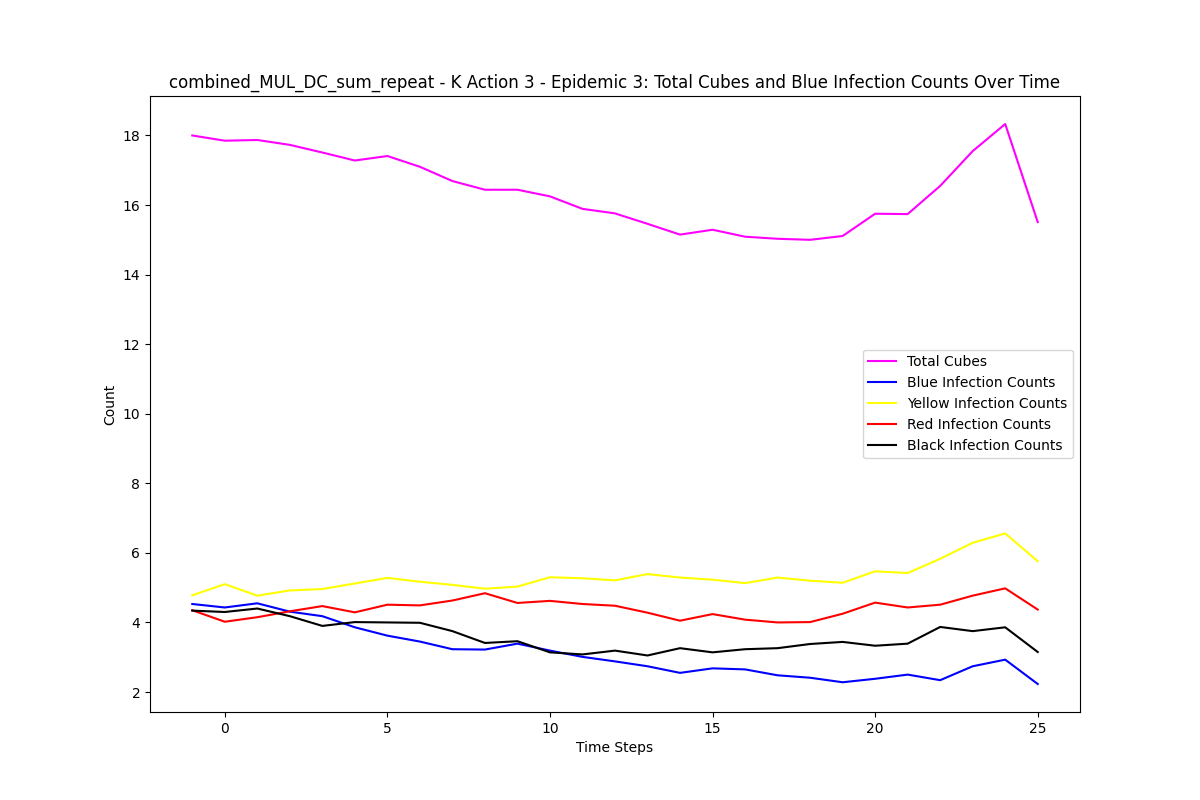 combined_MUL_DC_sum_repeat - K Action 3 - Epidemic 3: Total Cubes and Blue Infection Counts Over Time
18
16
14
12
10
8
6
4
2
Count
Total Cubes
Blue Infection Counts
Yellow Infection Counts
Red Infection Counts
Black Infection Counts
0 5 10 15 20 25
Time Steps